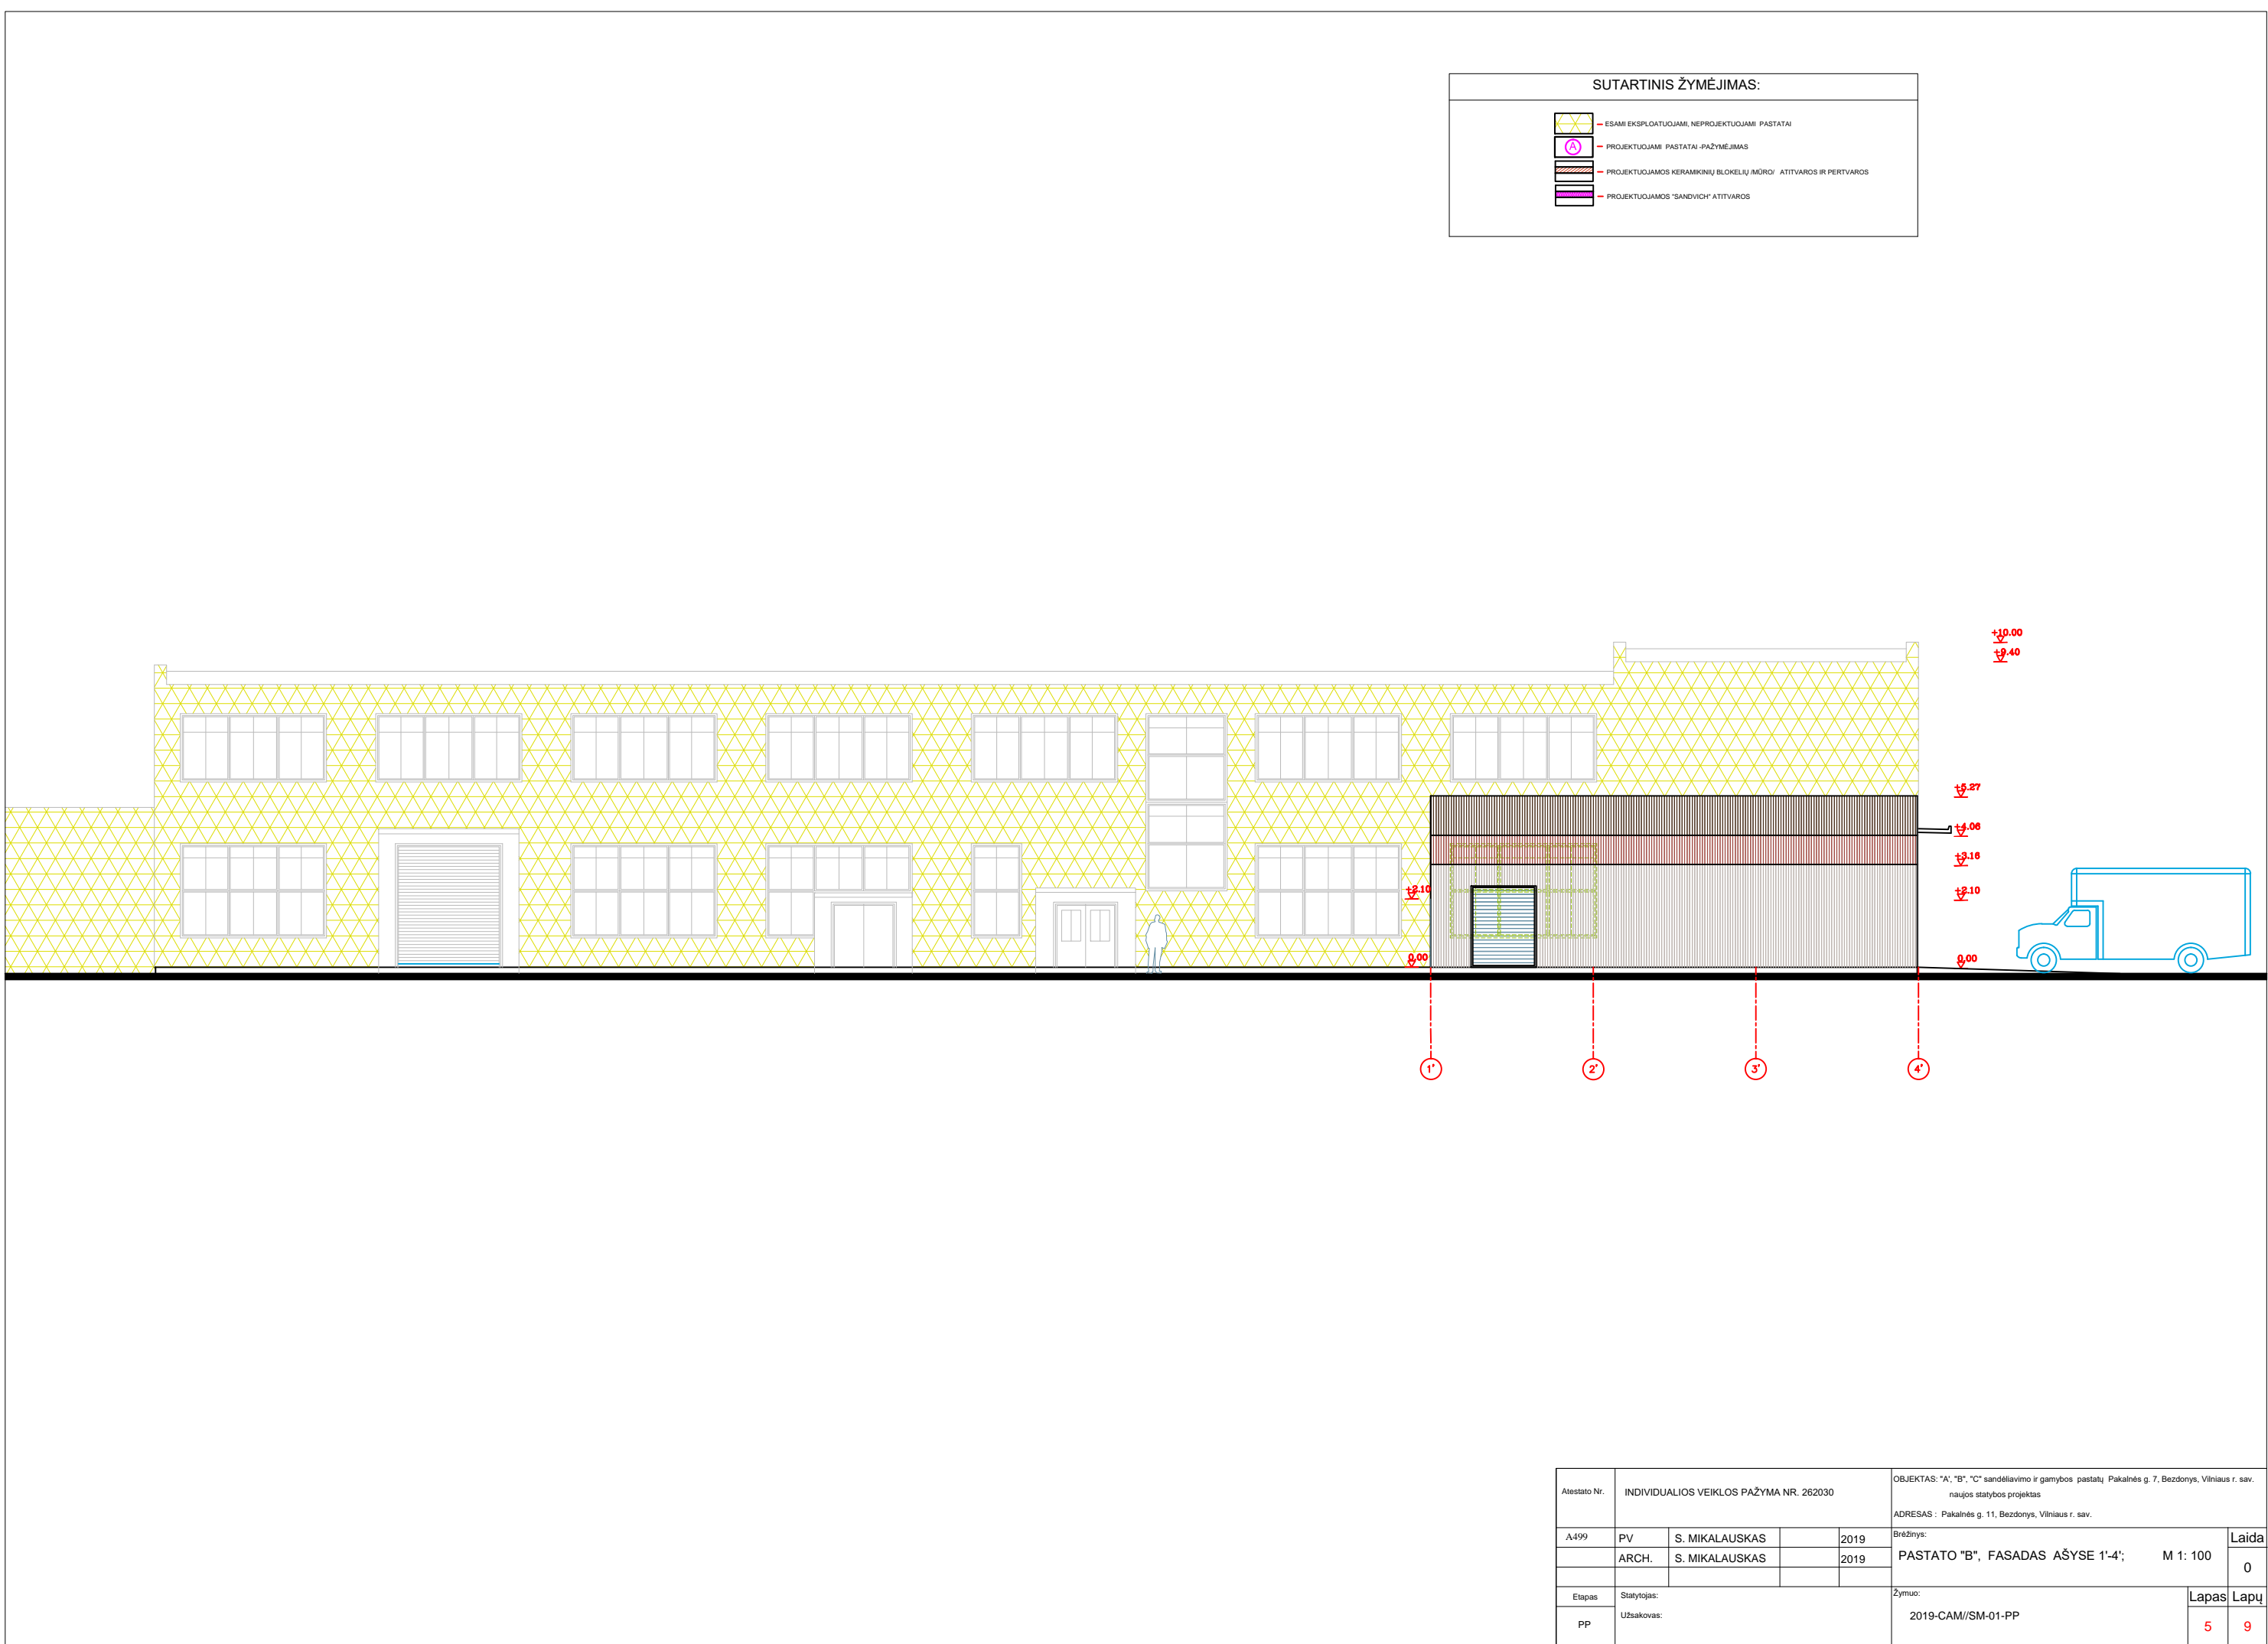 SUTARTINIS ŽYMĖJIMAS:
ESAMI EKSPLOATUOJAMI, NEPROJEKTUOJAMI PASTATAI
A
PROJEKTUOJAMI PASTATAI -PAŽYMĖJIMAS
PROJEKTUOJAMOS KERAMIKINIŲ BLOKELIŲ /MŪRO/ ATITVAROS IR PERTVAROS
PROJEKTUOJAMOS "SANDVICH" ATITVAROS
+10.00
+9.40
+5.27
+4.06
+3.16
+2.10
+2.10
0.00
0.00
1'
2'
3'
4'
Atestato Nr.
INDIVIDUALIOS VEIKLOS PAŽYMA NR. 262030
OBJEKTAS: "A", "B", "C" sandėliavimo ir gamybos pastatų Pakalnės g. 7, Bezdonys, Vilniaus r. sav.
naujos statybos projektas
ADRESAS : Pakalnės g. 11, Bezdonys, Vilniaus r. sav.
A499 PV S. MIKALAUSKAS 2019
ARCH. S. MIKALAUSKAS 2019
Brėžinys:
PASTATO "B", FASADAS AŠYSE 1'-4'; M 1: 100
Laida
0
Etapas
PP
Statytojas:
Užsakovas:
Žymuo:
2019-CAM//SM-01-PP
Lapas Lapų
5 9